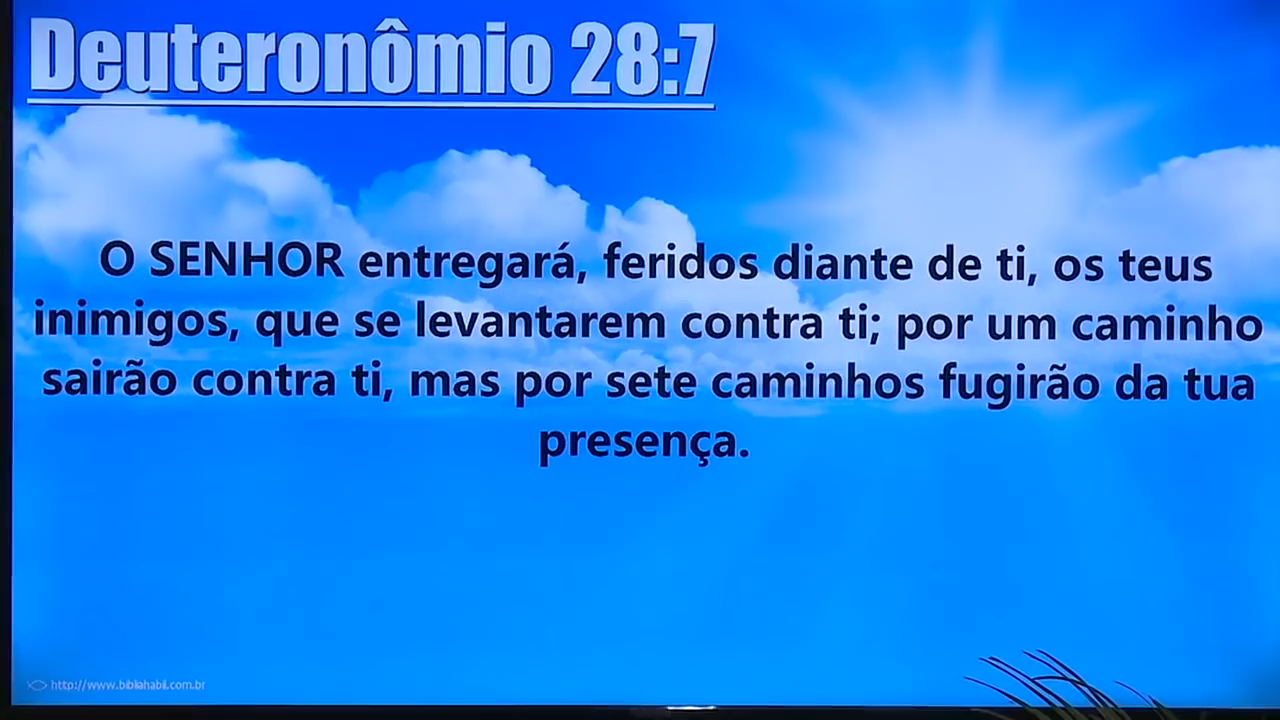 Deuteronômio 28:7
O SENHOR entregará, feridos diante de ti, os teus
inimigos, que se levantarem contra ti; por um caminho
sairão contra ti, mas por sete caminhos fugirão da tua
presença.
http://www.bibliahabil.com.br